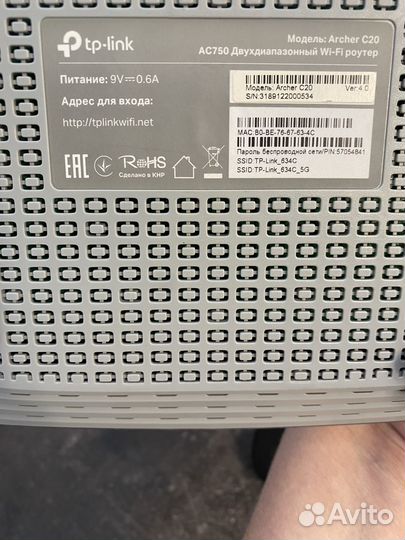 tp-link
Модель: Archer C20
AC750 Двухдиапазонный Wi-Fi роутер
Питание: 9V⎓0.6A
Адрес для входа:
http://tplinkwifi.net
Модель: Archer C20 Ver:4.0
S/N:3189122000534
MAC:B0-BE-76-67-63-4C
Пароль беспроводной сети/PIN:57054841
SSID:TP-Link_634C
SSID:TP-Link_634C_5G
EAC
RoHS
Сделано в КНР
Avito